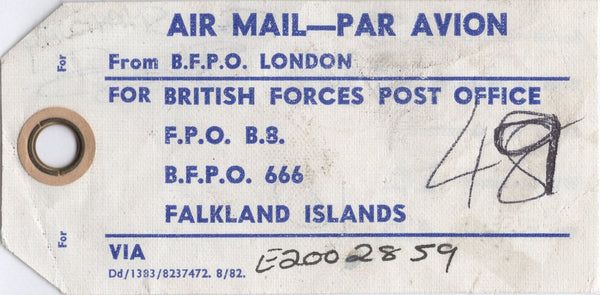 AIR MAIL—PAR AVION
For
From B.F.P.O. LONDON
FOR BRITISH FORCES POST OFFICE
F.P.O. B.8.
B.F.P.O. 666
FALKLAND ISLANDS
For
VIA
E2002859
Dd/1383/8237472. 8/82.